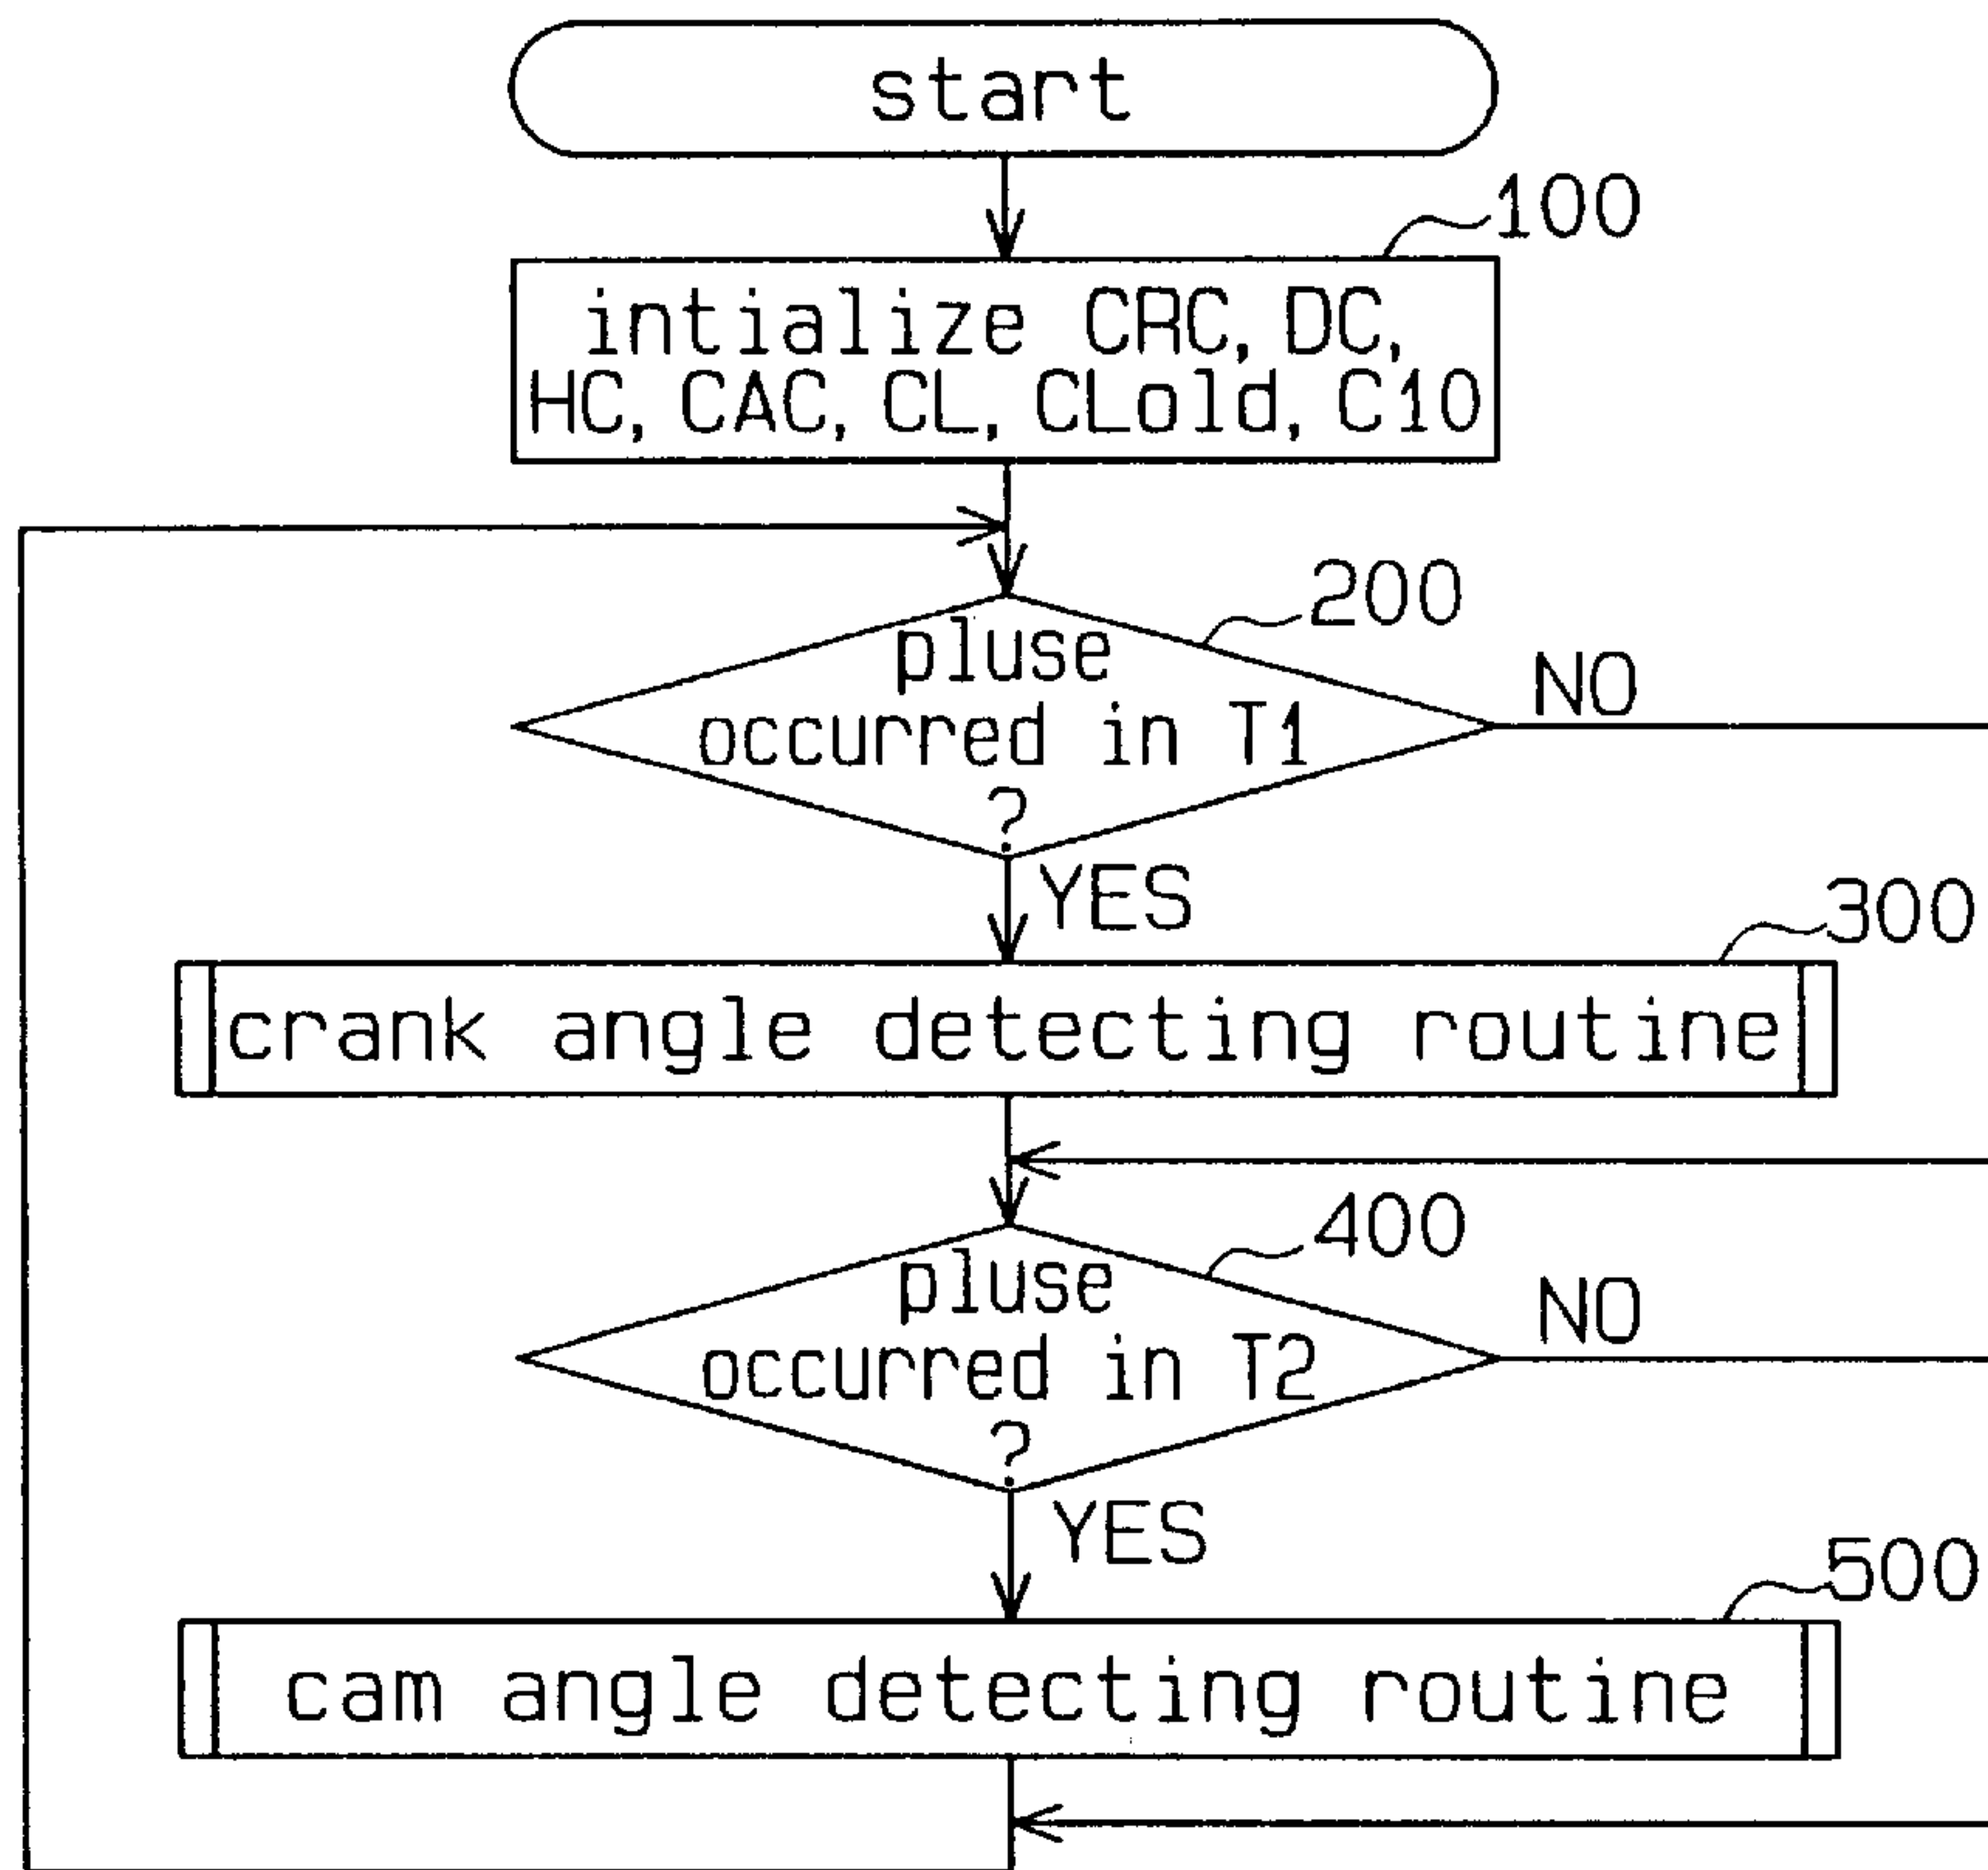 start
100
intialize CRC, DC,
HC, CAC, CL, CLold, C10
200
pluse
occurred in T1
?
NO
YES
300
crank angle detecting routine
400
pluse
occurred in T2
?
NO
YES
500
cam angle detecting routine